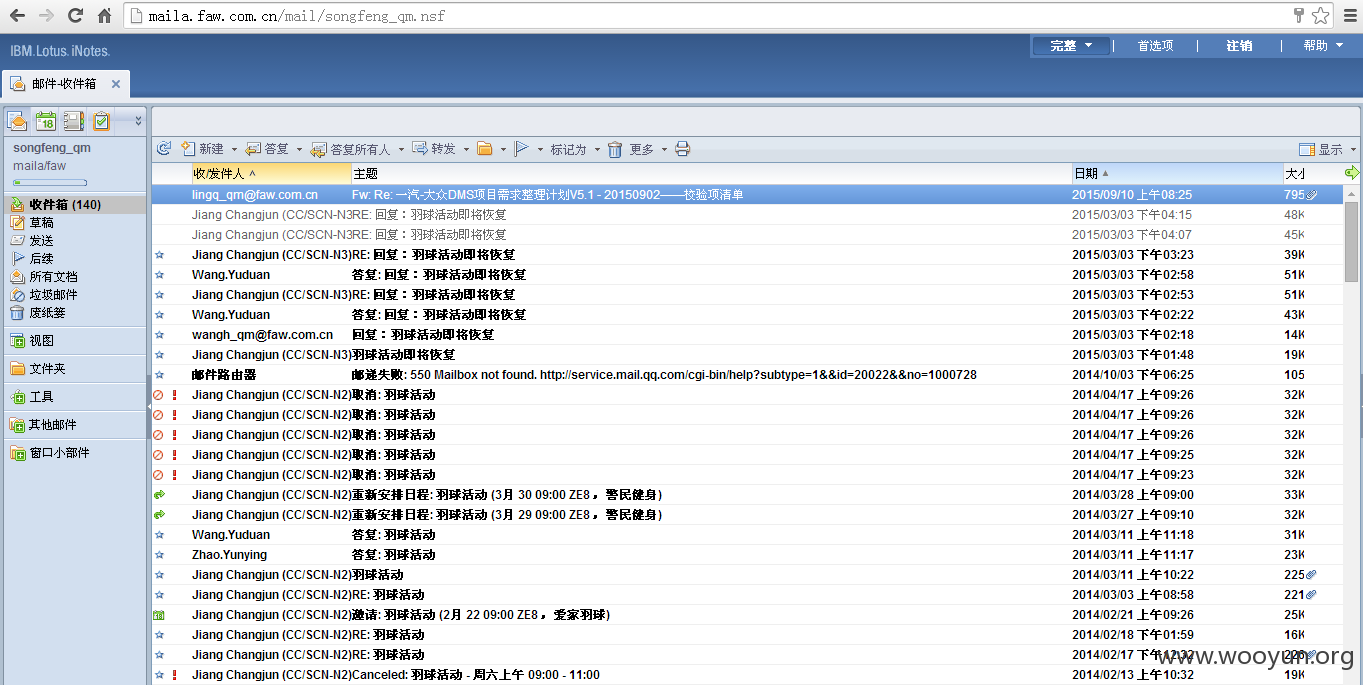 maila.faw.com.cn/mail/songfeng_qm.nsf
IBM.Lotus.iNotes.
完整 首选项 注销 帮助
邮件-收件箱
18
songfeng_qm
maila/faw
收件箱 (140)
草稿
发送
后续
所有文档
垃圾邮件
废纸篓
视图
文件夹
工具
其他邮件
窗口小部件
新建 答复 答复所有人 转发 标记为 更多 显示
收/发件人 ^ 主题 日期 大小
lingq_qm@faw.com.cn Fw: Re: 一汽-大众DMS项目需求整理计划V5.1 - 20150902——校验项清单 2015/09/10 上午08:25 795
Jiang Changjun (CC/SCN-N3 RE: 回复：羽球活动即将恢复 2015/03/03 下午04:15 48K
Jiang Changjun (CC/SCN-N3 RE: 回复：羽球活动即将恢复 2015/03/03 下午04:07 45K
Jiang Changjun (CC/SCN-N3) RE: 回复：羽球活动即将恢复 2015/03/03 下午03:23 39K
Wang.Yuduan 答复: 回复：羽球活动即将恢复 2015/03/03 下午02:58 51K
Jiang Changjun (CC/SCN-N3) RE: 回复：羽球活动即将恢复 2015/03/03 下午02:53 51K
Wang.Yuduan 答复: 回复：羽球活动即将恢复 2015/03/03 下午02:22 43K
wangh_qm@faw.com.cn 回复：羽球活动即将恢复 2015/03/03 下午02:18 14K
Jiang Changjun (CC/SCN-N3) 羽球活动即将恢复 2015/03/03 下午01:48 19K
邮件路由器 邮递失败: 550 Mailbox not found. http://service.mail.qq.com/cgi-bin/help?subtype=1&&id=20022&&no=1000728 2014/10/03 下午06:25 105
Jiang Changjun (CC/SCN-N2) 取消: 羽球活动 2014/04/17 上午09:26 32K
Jiang Changjun (CC/SCN-N2) 取消: 羽球活动 2014/04/17 上午09:26 32K
Jiang Changjun (CC/SCN-N2) 取消: 羽球活动 2014/04/17 上午09:26 32K
Jiang Changjun (CC/SCN-N2) 取消: 羽球活动 2014/04/17 上午09:25 32K
Jiang Changjun (CC/SCN-N2) 取消: 羽球活动 2014/04/17 上午09:23 32K
Jiang Changjun (CC/SCN-N2) 重新安排日程: 羽球活动 (3月 30 09:00 ZE8，警民健身) 2014/03/28 上午09:00 33K
Jiang Changjun (CC/SCN-N2) 重新安排日程: 羽球活动 (3月 29 09:00 ZE8，警民健身) 2014/03/27 上午09:10 32K
Wang.Yuduan 答复: 羽球活动 2014/03/11 上午11:18 31K
Zhao.Yunying 答复: 羽球活动 2014/03/11 上午11:17 23K
Jiang Changjun (CC/SCN-N2) 羽球活动 2014/03/11 上午10:22 225
Jiang Changjun (CC/SCN-N2) RE: 羽球活动 2014/03/03 上午08:58 221
Jiang Changjun (CC/SCN-N2) 邀请: 羽球活动 (2月 22 09:00 ZE8，爱家羽球) 2014/02/21 上午09:26 25K
Jiang Changjun (CC/SCN-N2) RE: 羽球活动 2014/02/18 下午01:59 16K
Jiang Changjun (CC/SCN-N2) RE: 羽球活动 2014/02/17 下午12:32
Jiang Changjun (CC/SCN-N2) Canceled: 羽球活动 - 周六上午 09:00 - 11:00 2014/02/13 上午10:32 19K
www.wooyun.org